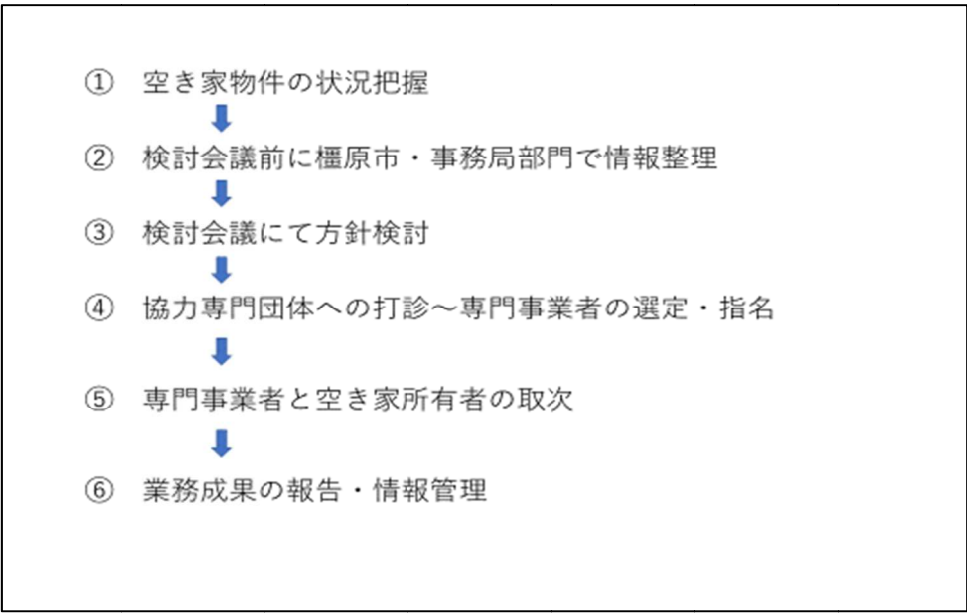 ① 空き家物件の状況把握
② 検討会議前に橿原市・事務局部門で情報整理
③ 検討会議にて方針検討
④ 協力専門団体への打診～専門事業者の選定・指名
⑤ 専門事業者と空き家所有者の取次
⑥ 業務成果の報告・情報管理